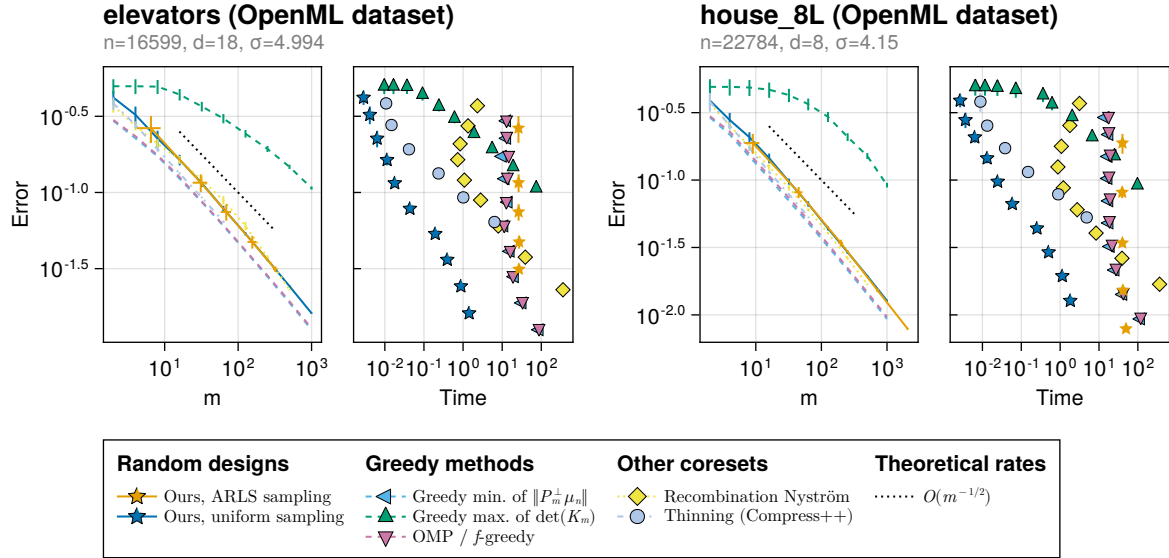 elevators (OpenML dataset)
n=16599, d=18, σ=4.994
house_8L (OpenML dataset)
n=22784, d=8, σ=4.15
Error
10^-0.5
10^-1.0
10^-1.5
10^1
10^2
10^3
m
10^-2
10^-1
10^0
10^1
10^2
Time
Error
10^-0.5
10^-1.0
10^-1.5
10^-2.0
10^1
10^2
10^3
m
10^-2
10^-1
10^0
10^1
10^2
Time
Random designs
Ours, ARLS sampling
Ours, uniform sampling
Greedy methods
Greedy min. of ‖P_m^⊥ μ_n‖
Greedy max. of det(K_m)
OMP / f-greedy
Other coresets
Recombination Nyström
Thinning (Compress++)
Theoretical rates
O(m^{-1/2})